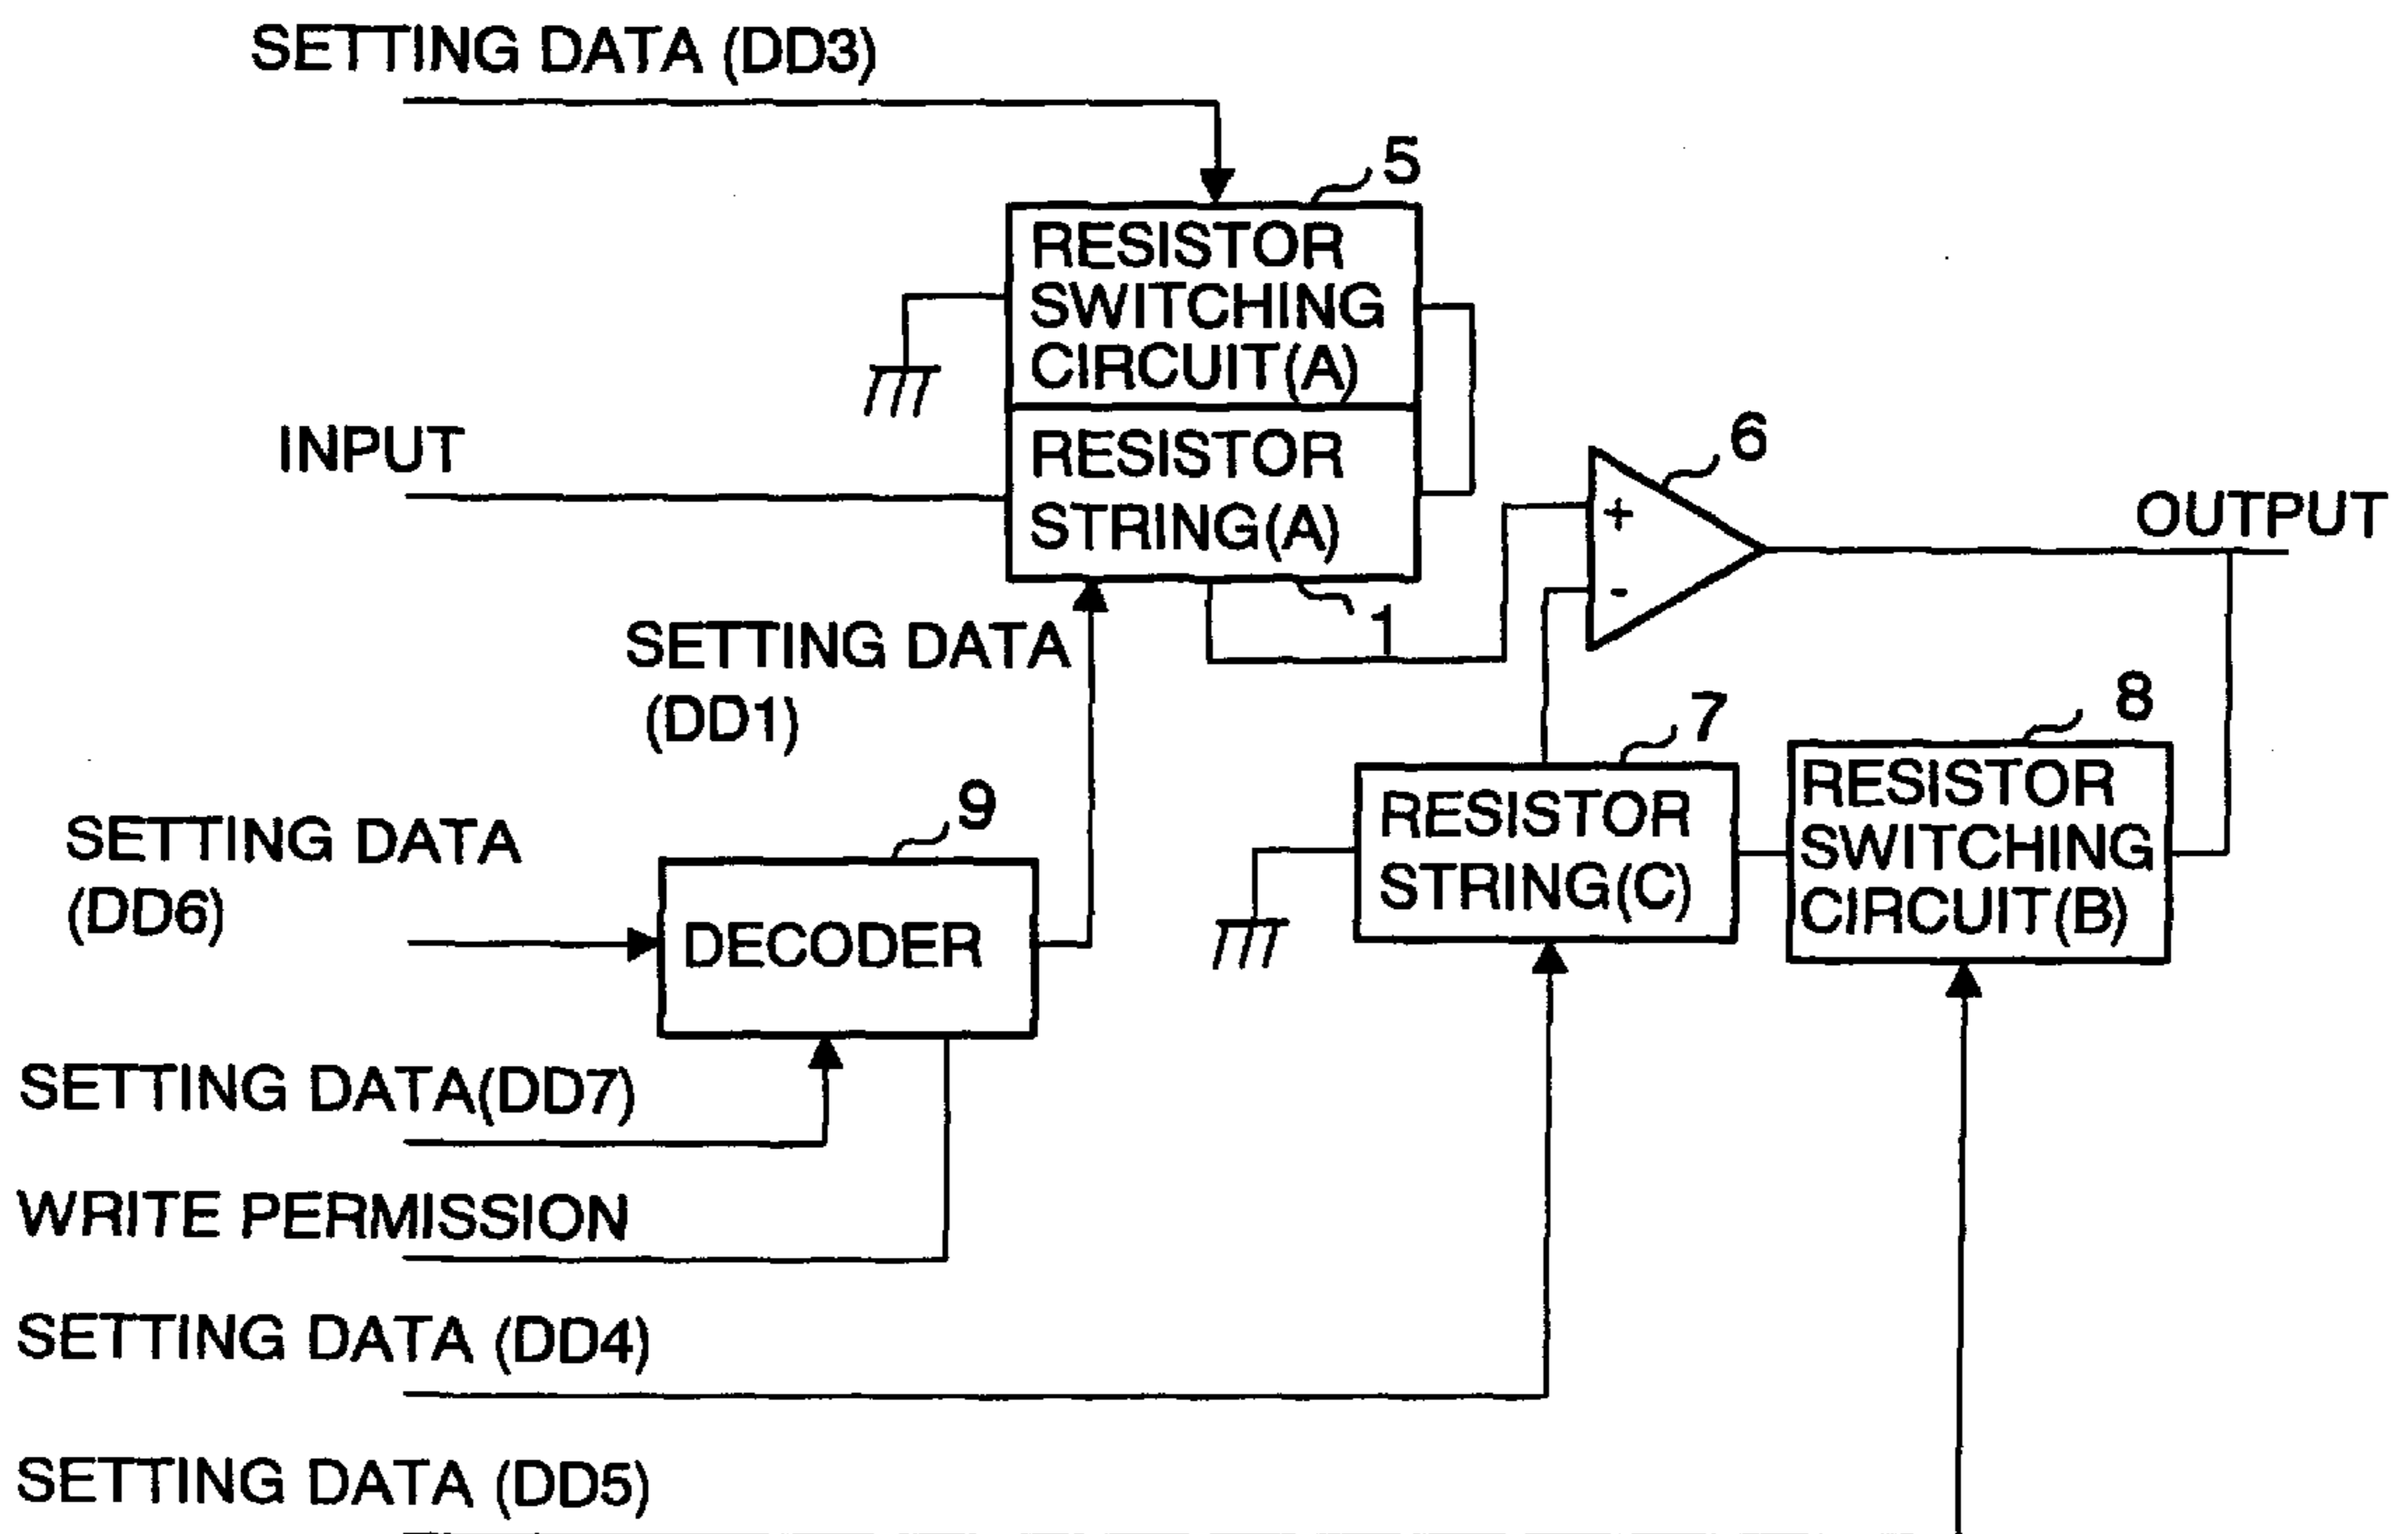 SETTING DATA (DD3)
5
RESISTOR
SWITCHING
CIRCUIT(A)
INPUT
RESISTOR
STRING(A)
6
+
-
OUTPUT
1
SETTING DATA
(DD1)
7
8
RESISTOR
SWITCHING
CIRCUIT(B)
RESISTOR
STRING(C)
9
SETTING DATA
(DD6)
DECODER
SETTING DATA(DD7)
WRITE PERMISSION
SETTING DATA (DD4)
SETTING DATA (DD5)